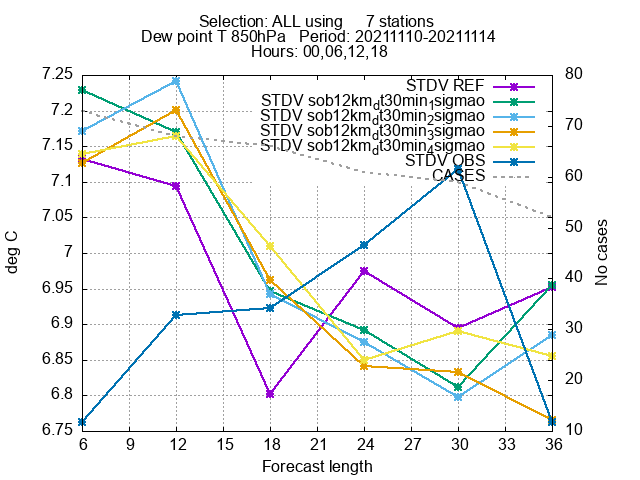 Selection: ALL using 7 stations
Dew point T 850hPa Period: 20211110-20211114
Hours: 00,06,12,18
7.25
7.2
7.15
7.1
7.05
7
6.95
6.9
6.85
6.8
6.75
deg C
STDV REF
STDV sob12km_dt30min_1sigmao
STDV sob12km_dt30min_2sigmao
STDV sob12km_dt30min_3sigmao
STDV sob12km_dt30min_4sigmao
STDV OBS
CASES
80
70
60
50
40
30
20
10
No cases
6 9 12 15 18 21 24 27 30 33 36
Forecast length